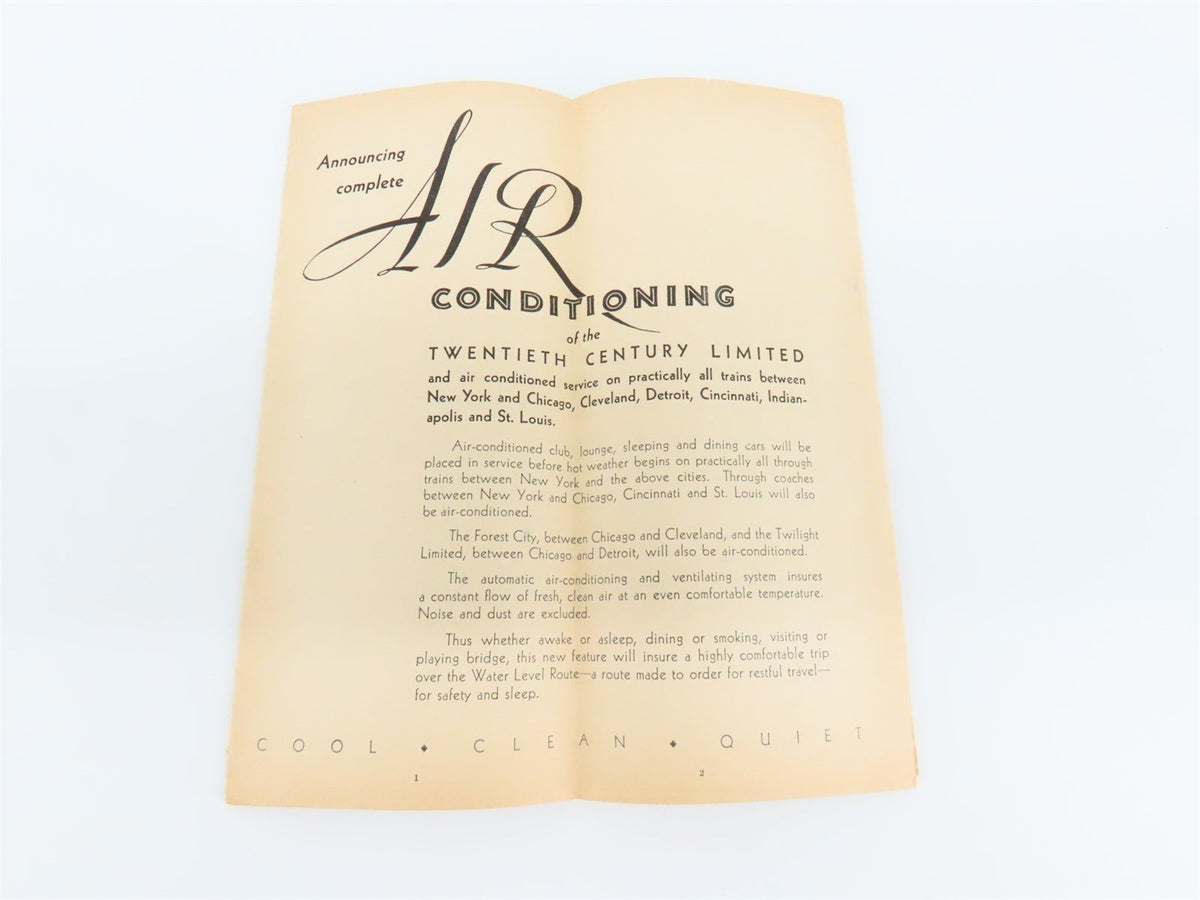 Announcing
complete
AIR
CONDITIONING
of the
TWENTIETH CENTURY LIMITED
and air conditioned service on practically all trains between
New York and Chicago, Cleveland, Detroit, Cincinnati, Indian-
apolis and St. Louis.
Air-conditioned club, lounge, sleeping and dining cars will be
placed in service before hot weather begins on practically all through
trains between New York and the above cities. Through coaches
between New York and Chicago, Cincinnati and St. Louis will also
be air-conditioned.
The Forest City, between Chicago and Cleveland, and the Twilight
Limited, between Chicago and Detroit, will also be air-conditioned.
The automatic air-conditioning and ventilating system insures
a constant flow of fresh, clean air at an even comfortable temperature.
Noise and dust are excluded.
Thus whether awake or asleep, dining or smoking, visiting or
playing bridge, this new feature will insure a highly comfortable trip
over the Water Level Route—a route made to order for restful travel—
for safety and sleep.
COOL ♦ CLEAN ♦ QUIET
1 2